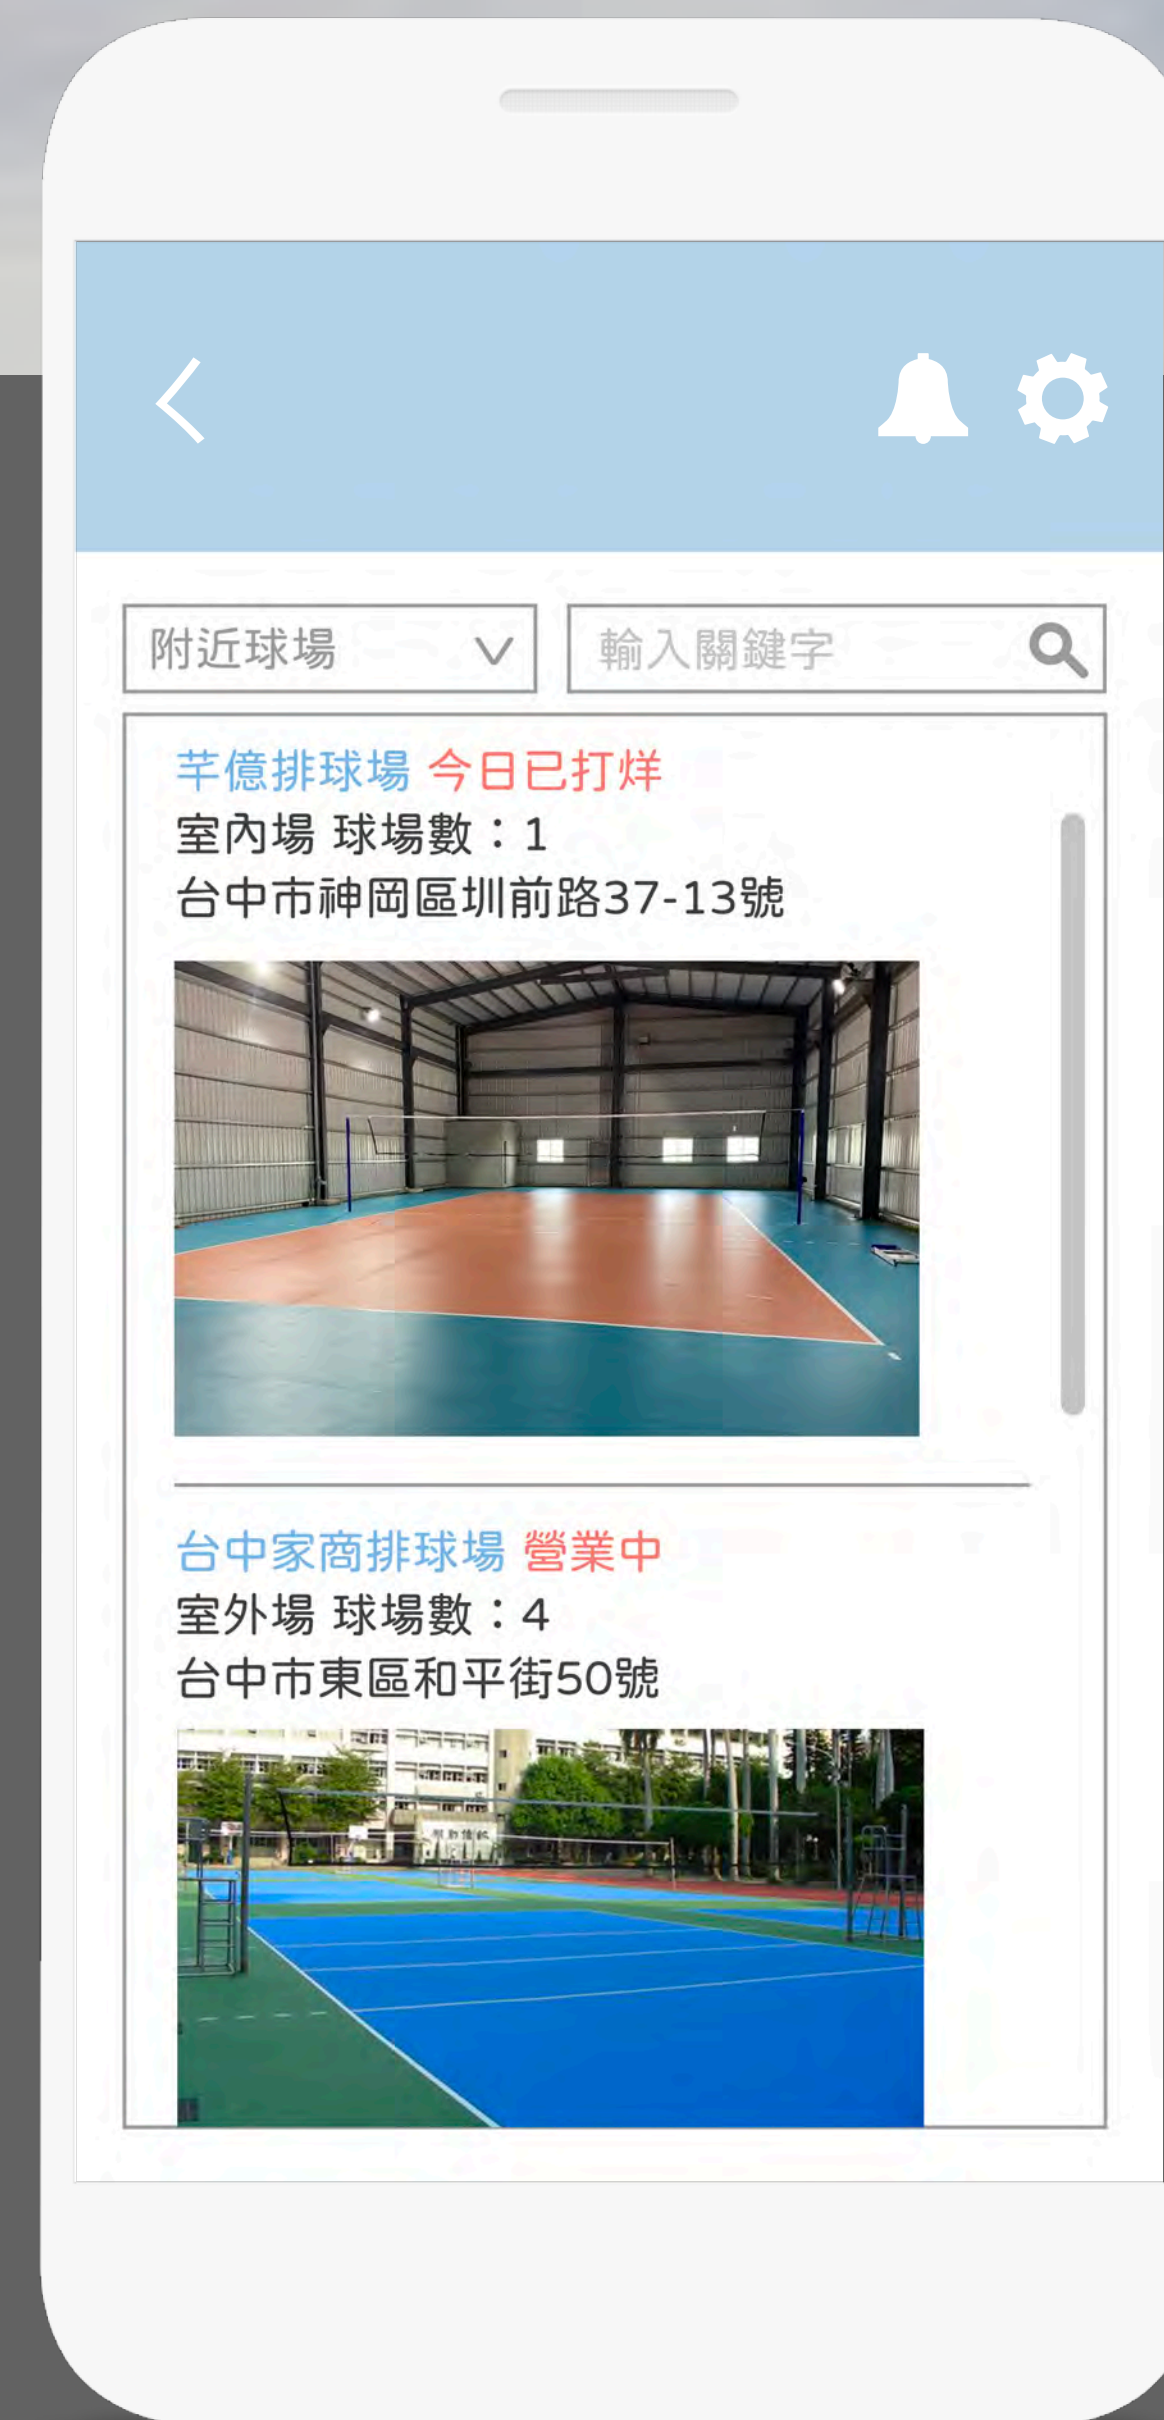 附近球場
輸入關鍵字
芊億排球場 今日已打烊
室內場 球場數：1
台中市神岡區圳前路37-13號
台中家商排球場 營業中
室外場 球場數：4
台中市東區和平街50號